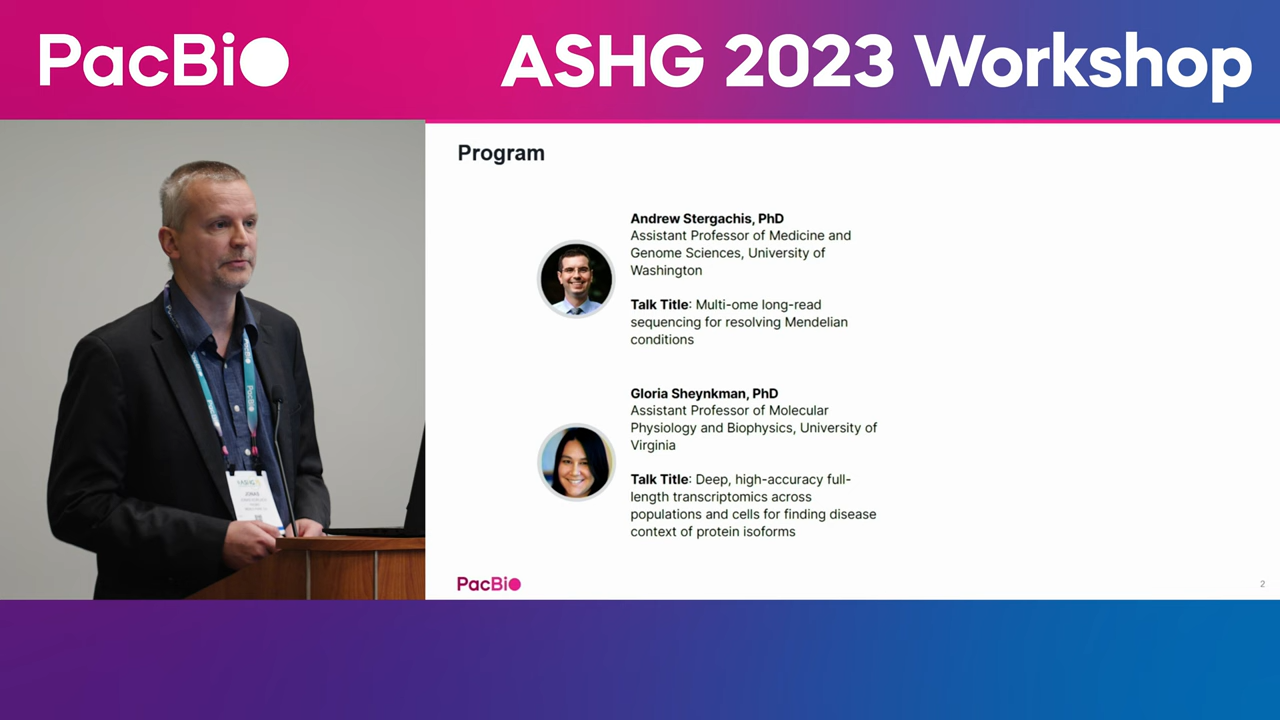 PacBio
ASHG 2023 Workshop
Program
Andrew Stergachis, PhD
Assistant Professor of Medicine and
Genome Sciences, University of
Washington
Talk Title: Multi-ome long-read
sequencing for resolving Mendelian
conditions
Gloria Sheynkman, PhD
Assistant Professor of Molecular
Physiology and Biophysics, University of
Virginia
Talk Title: Deep, high-accuracy full-
length transcriptomics across
populations and cells for finding disease
context of protein isoforms
PacBio
2
PacBio
ASHG
JONAS